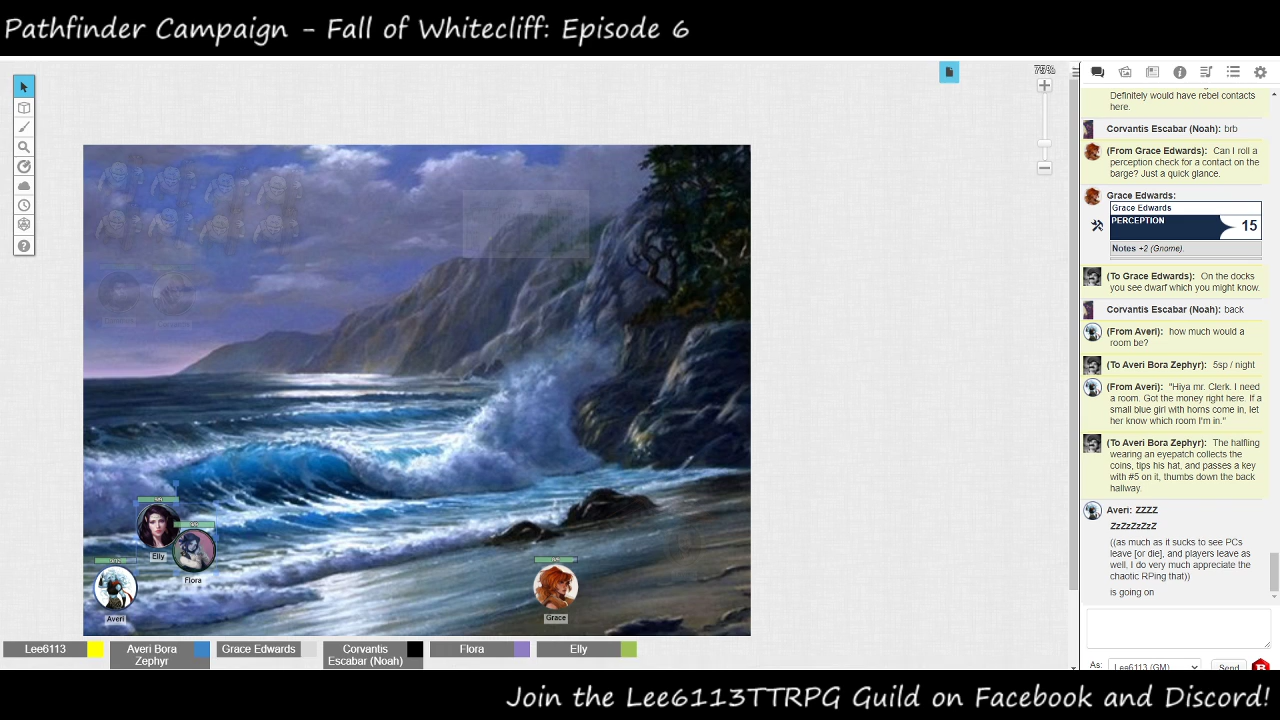 Pathfinder Campaign - Fall of Whitecliff: Episode 6
75%
Definitely would have rebel contacts
here.
Corvantis Escabar (Noah): brb
(From Grace Edwards): Can I roll a
perception check for a contact on the
barge? Just a quick glance.
Grace Edwards:
Grace Edwards
PERCEPTION
15
Notes +2 (Gnome).
(To Grace Edwards): On the docks
you see dwarf which you might know.
Corvantis Escabar (Noah): back
(From Averi): how much would a
room be?
(To Averi Bora Zephyr): 5sp / night
(From Averi): "Hiya mr. Clerk. I need
a room. Got the money right here. If a
small blue girl with horns come in, let
her know which room I'm in."
(To Averi Bora Zephyr): The halfling
wearing an eyepatch collects the
coins, tips his hat, and passes a key
with #5 on it, thumbs down the back
hallway.
Averi: ZZZZ
ZzZzZzZzZ
((as much as it sucks to see PCs
leave [or die], and players leave as
well, I do very much appreciate the
chaotic RPing that))
is going on
Elly
Flora
Averi
Grace
Lee6113
Averi Bora
Zephyr
Grace Edwards
Corvantis
Escabar (Noah)
Flora
Elly
As:
Lee6113 (GM)
Send
Join the Lee6113TTRPG Guild on Facebook and Discord!